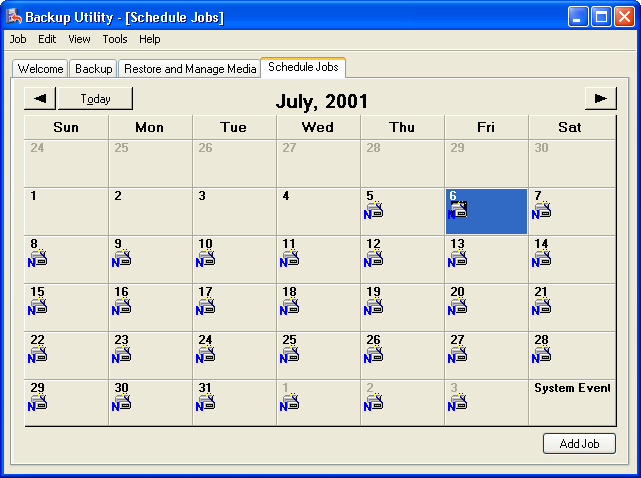 Backup Utility - [Schedule Jobs]
Job Edit View Tools Help
Welcome Backup Restore and Manage Media Schedule Jobs
Today July, 2001
Sun Mon Tue Wed Thu Fri Sat
24 25 26 27 28 29 30
1 2 3 4 5 6 7
N N N
8 9 10 11 12 13 14
N N N N N N N
15 16 17 18 19 20 21
N N N N N N N
22 23 24 25 26 27 28
N N N N N N N
29 30 31 1 2 3 System Event
N N N N N N
Add Job